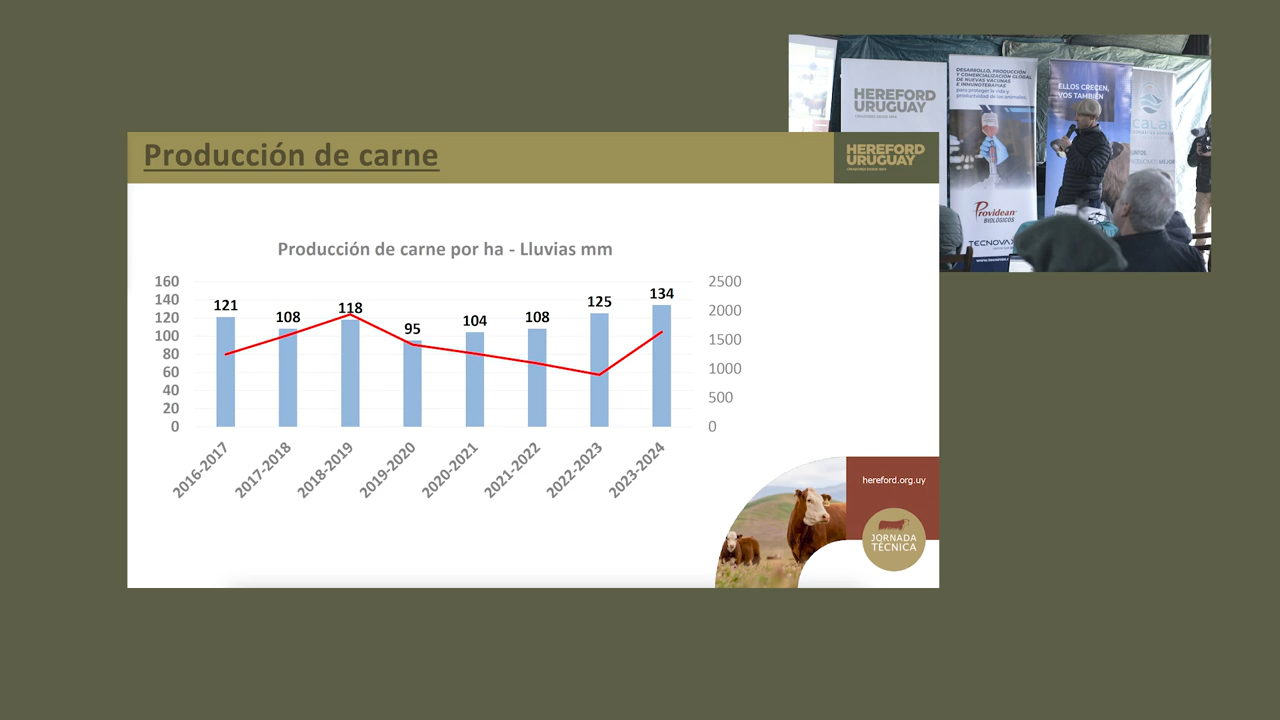 HEREFORD
URUGUAY
CRIADORES DESDE 1864
DESARROLLO, PRODUCCIÓN
Y COMERCIALIZACIÓN GLOBAL
DE NUEVAS VACUNAS
E INMUNOTERAPIAS
para proteger la vida y
productividad de los animales.
Providean
BIOLÓGICOS
TECNOVAX
ELLOS CRECEN,
VOS TAMBIÉN
Producción de carne
HEREFORD
URUGUAY
Producción de carne por ha - Lluvias mm
160
140
120
100
80
60
40
20
0
2500
2000
1500
1000
500
0
121
108
118
95
104
108
125
134
2016-2017
2017-2018
2018-2019
2019-2020
2020-2021
2021-2022
2022-2023
2023-2024
hereford.org.uy
JORNADA
TÉCNICA